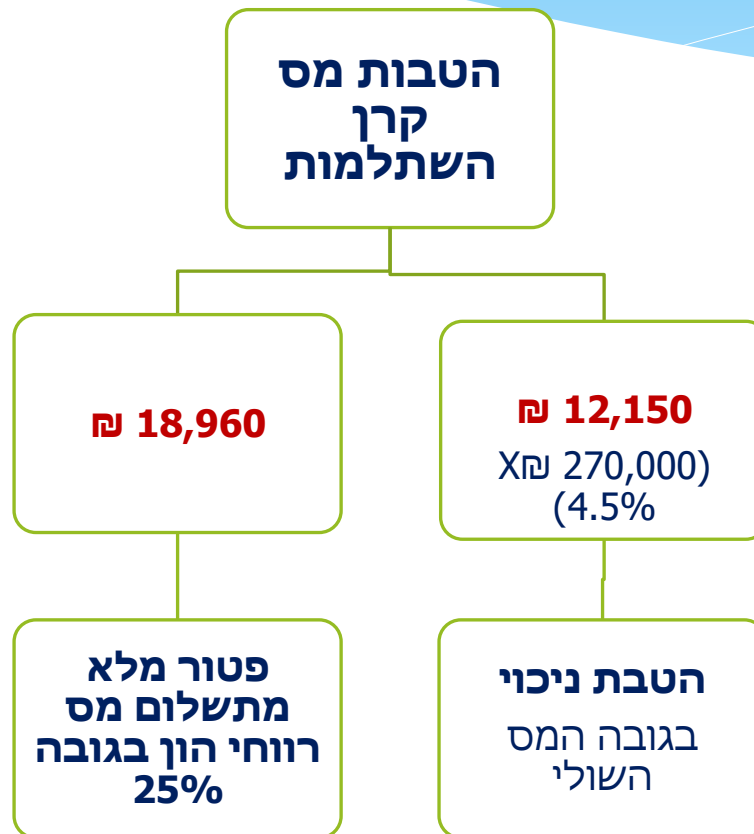 הטבות מס
קרן
השתלמות
12,150 ₪
(270,000 ₪X
4.5%)
הטבת ניכוי
בגובה המס
השולי
18,960 ₪
פטור מלא
מתשלום מס
רווחי הון בגובה
25%